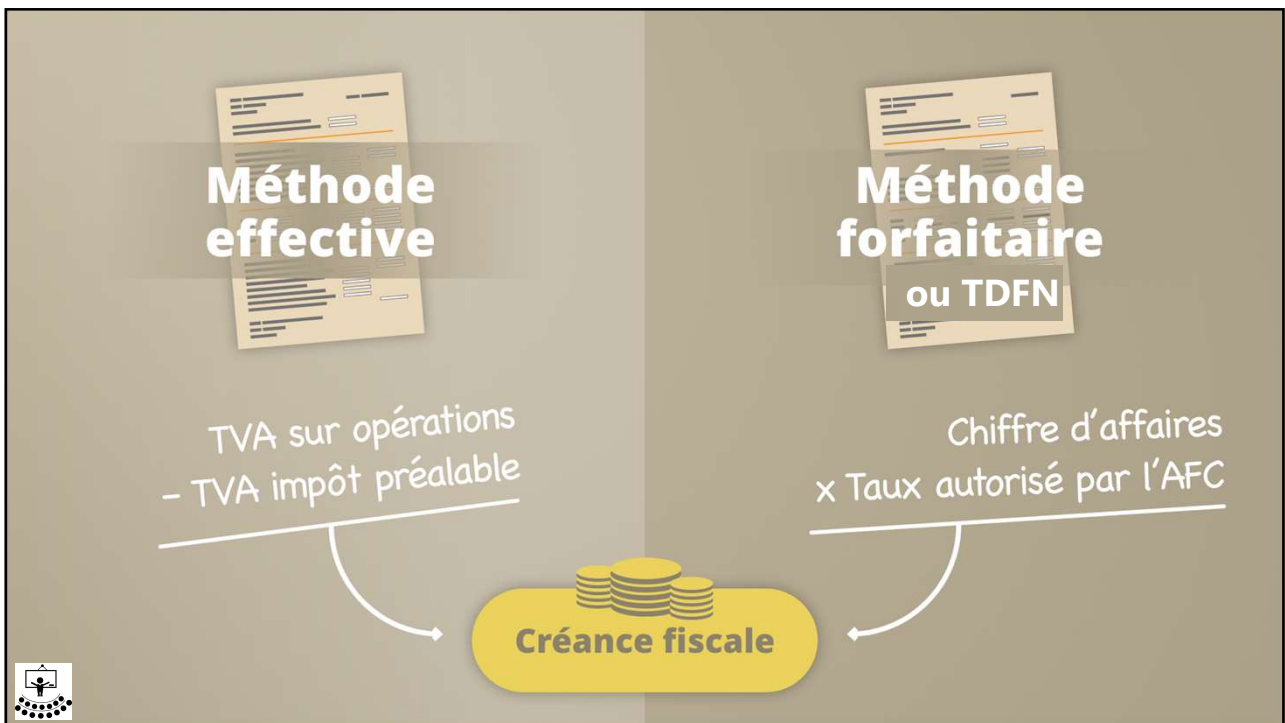 Méthode
effective
TVA sur opérations
– TVA impôt préalable
Méthode
forfaitaire
ou TDFN
Chiffre d'affaires
x Taux autorisé par l'AFC
Créance fiscale